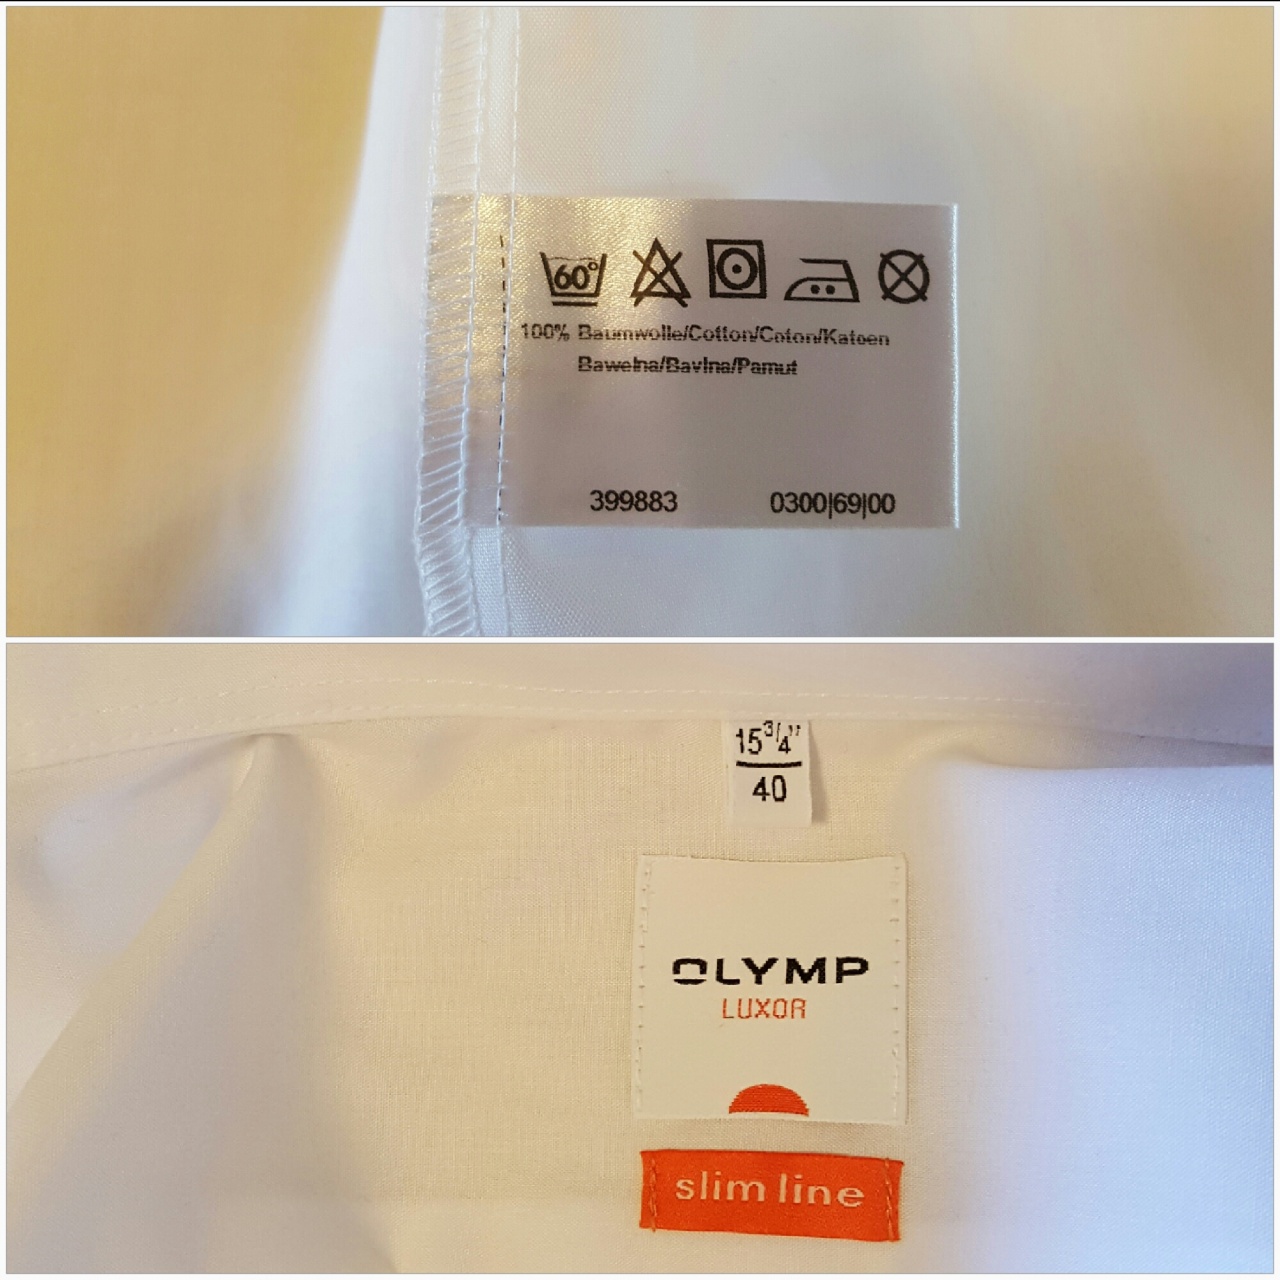 60°
100% Baumwolle/Cotton/Coton/Katoen
Bawełna/Bavlna/Pamut
399883 0300|69|00
15 3/4"
40
OLYMP
LUXOR
slim line